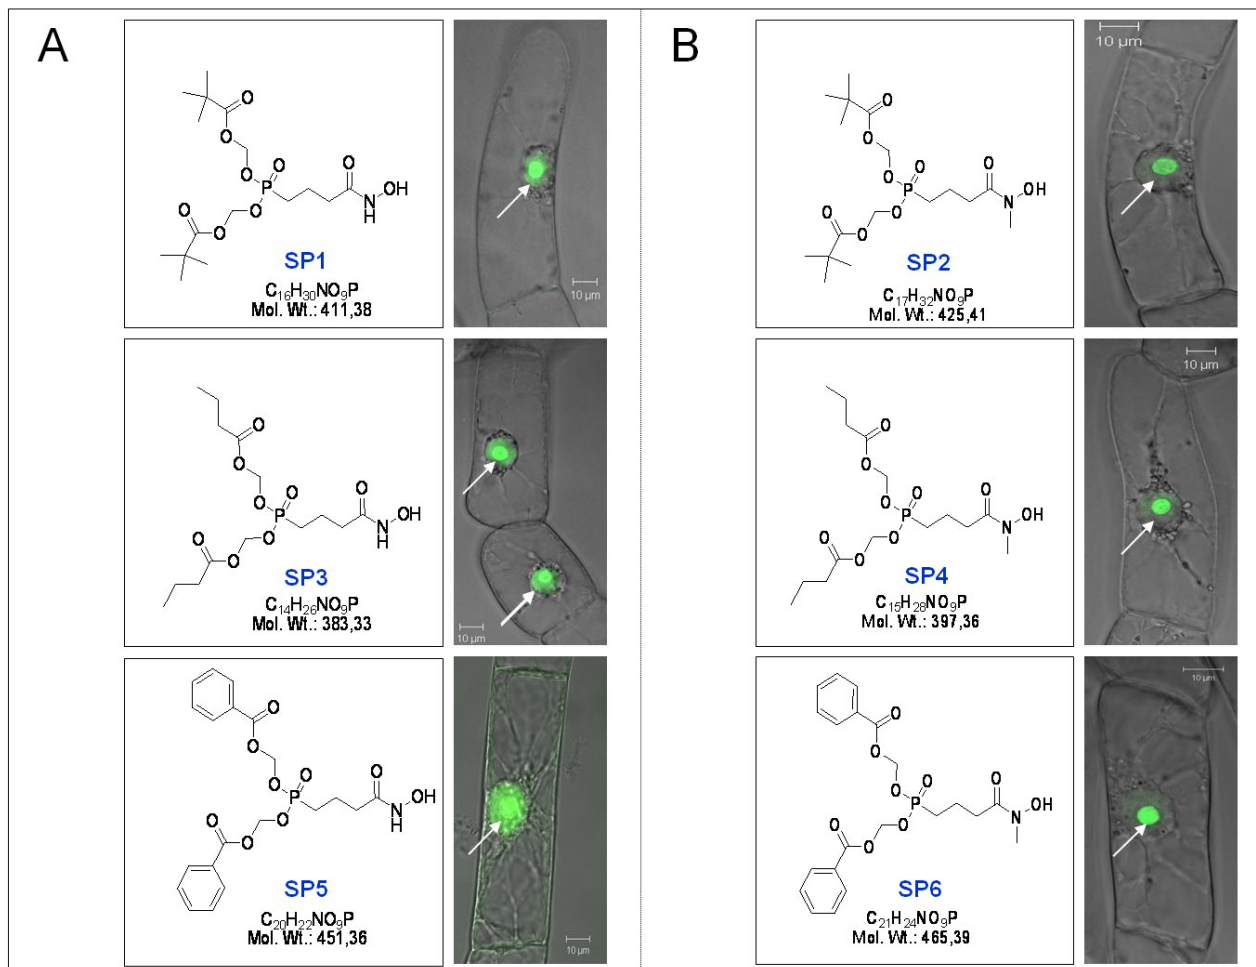 A
O
O
O
O
O
P
O
OH
N
H
O
O
O
SP1
C16H30NO9P
Mol. Wt.: 411,38
10 µm
B
O
O
O
O
O
P
O
OH
N
O
O
O
SP2
C17H32NO9P
Mol. Wt.: 425,41
10 µm
O
O
O
O
O
P
O
OH
N
H
O
O
SP3
C14H26NO9P
Mol. Wt.: 383,33
10 µm
O
O
O
O
O
P
O
OH
N
O
O
SP4
C15H28NO9P
Mol. Wt.: 397,36
10 µm
O
O
O
O
O
P
O
OH
N
H
O
O
SP5
C20H22NO9P
Mol. Wt.: 451,36
10 µm
O
O
O
O
O
P
O
OH
N
O
O
SP6
C21H24NO9P
Mol. Wt.: 465,39
10 µm